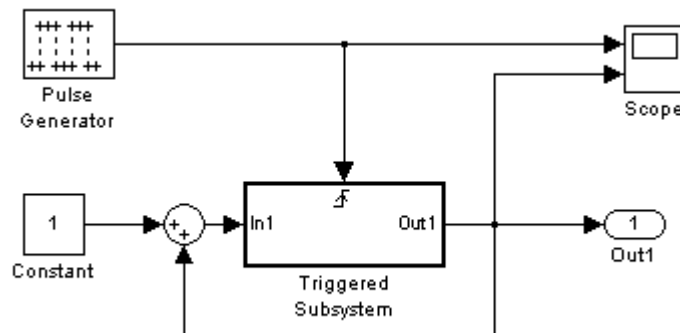 Pulse
Generator
Scope
1
+
+
In1
Out1
1
Constant
Triggered
Subsystem
Out1